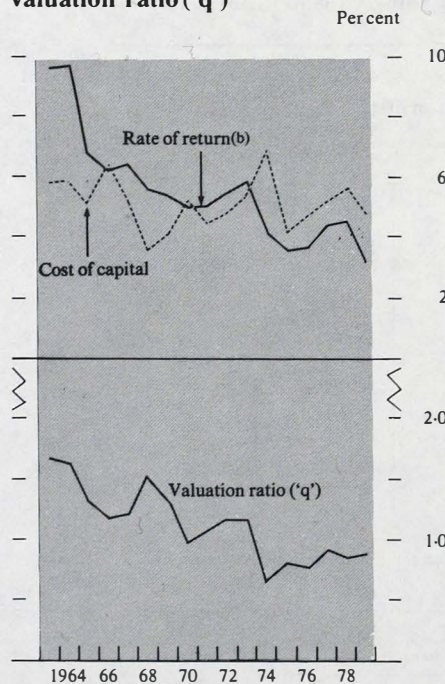 Valuation ratio ('q')
Per cent
10
Rate of return(b)
6
Cost of capital
2
2·0
Valuation ratio ('q')
1·0
1964 66 68 70 72 74 76 78